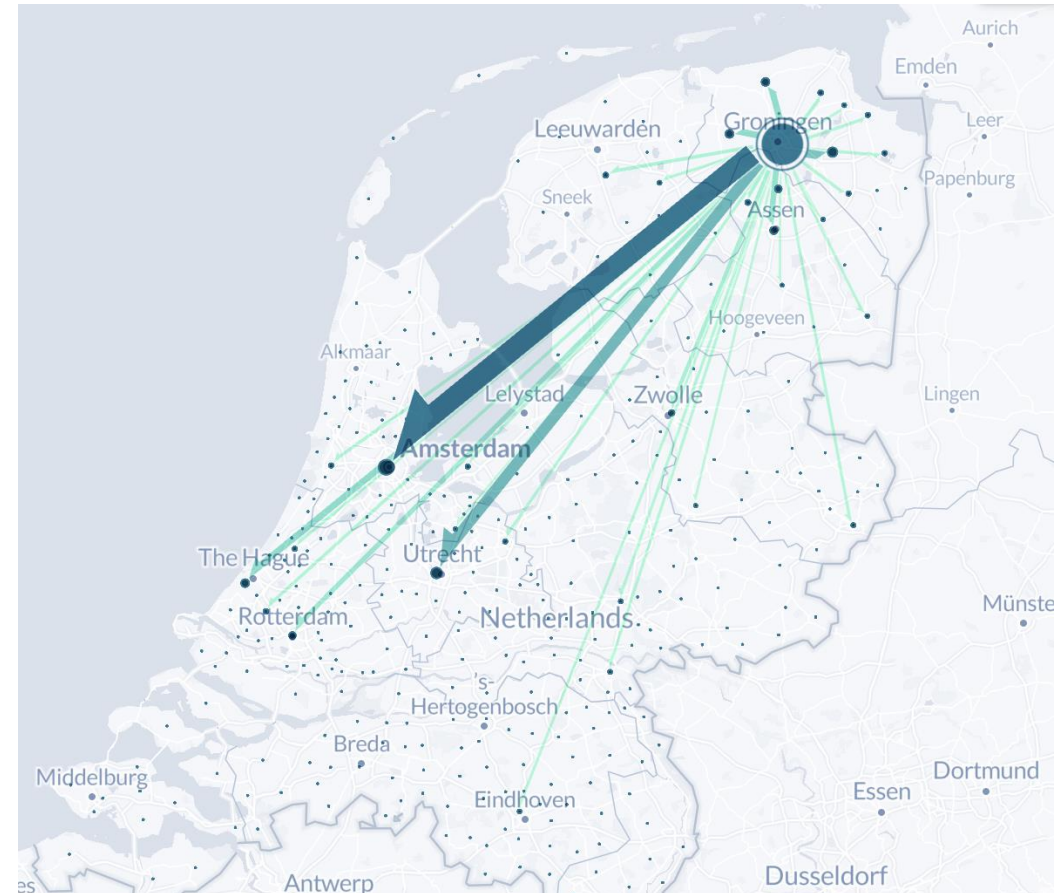 Aurich
Emden
Groningen
Leer
Leeuwarden
Papenburg
Sneek
Assen
Hoogeveen
Alkmaar
Lelystad
Zwolle
Lingen
Amsterdam
The Hague
Utrecht
Rotterdam
Netherlands
Münste
's-
Hertogenbosch
Breda
Middelburg
Dortmund
Eindhoven
Essen
Antwerp
Dusseldorf
es